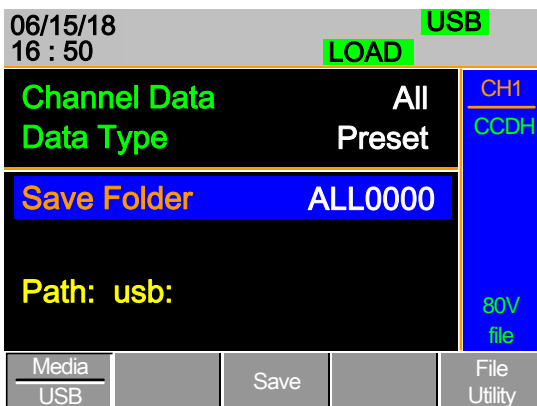 06/15/18 USB
16 : 50 LOAD
Channel Data All
Data Type Preset
Save Folder ALL0000
Path: usb:
CH1
CCDH
80V
file
Media
USB
Save
File
Utility